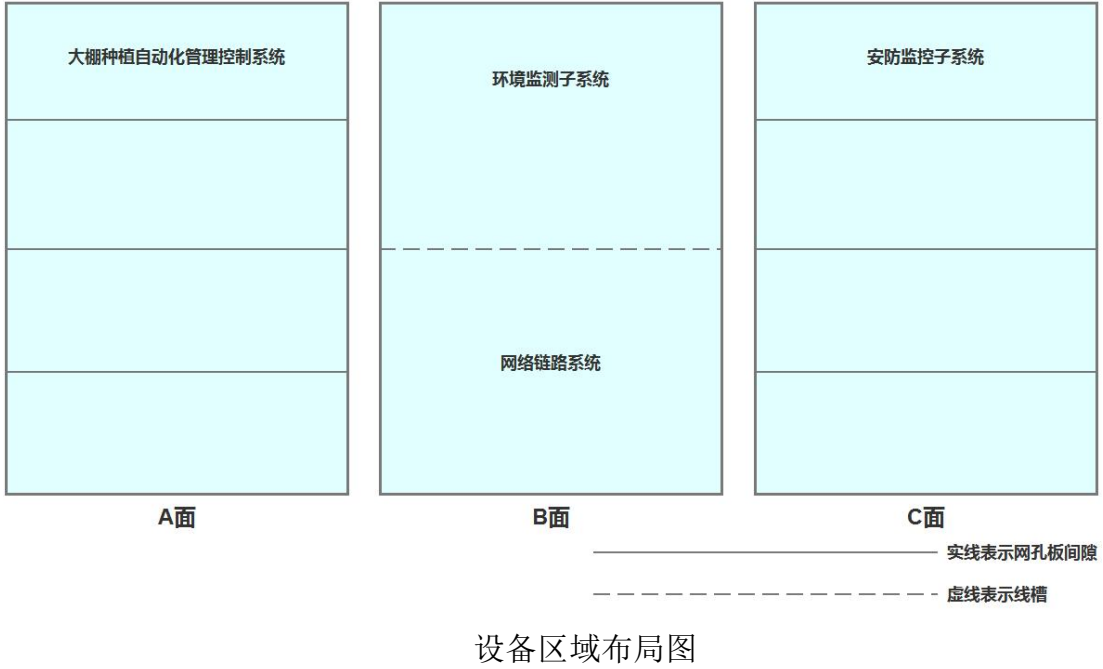 大棚种植自动化管理控制系统
环境监测子系统
安防监控子系统
网络链路系统
A面
B面
C面
实线表示网孔板间隙
虚线表示线槽
设备区域布局图